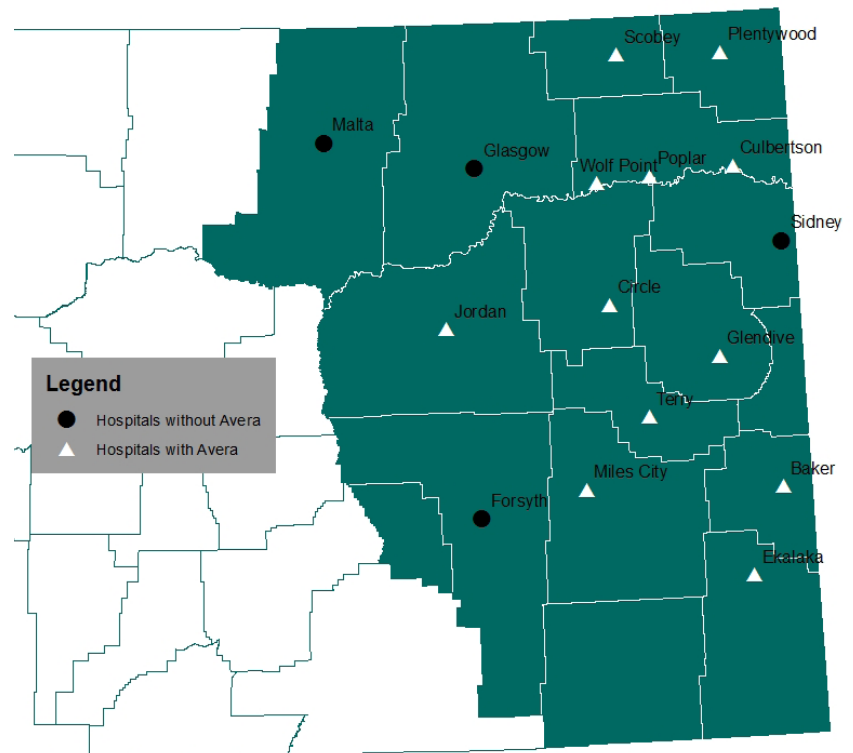 Scobey
Plentywood
Malta
Glasgow
Wolf Point
Poplar
Culbertson
Sidney
Circle
Jordan
Glendive
Legend
Hospitals without Avera
Hospitals with Avera
Terry
Miles City
Baker
Forsyth
Ekalaka